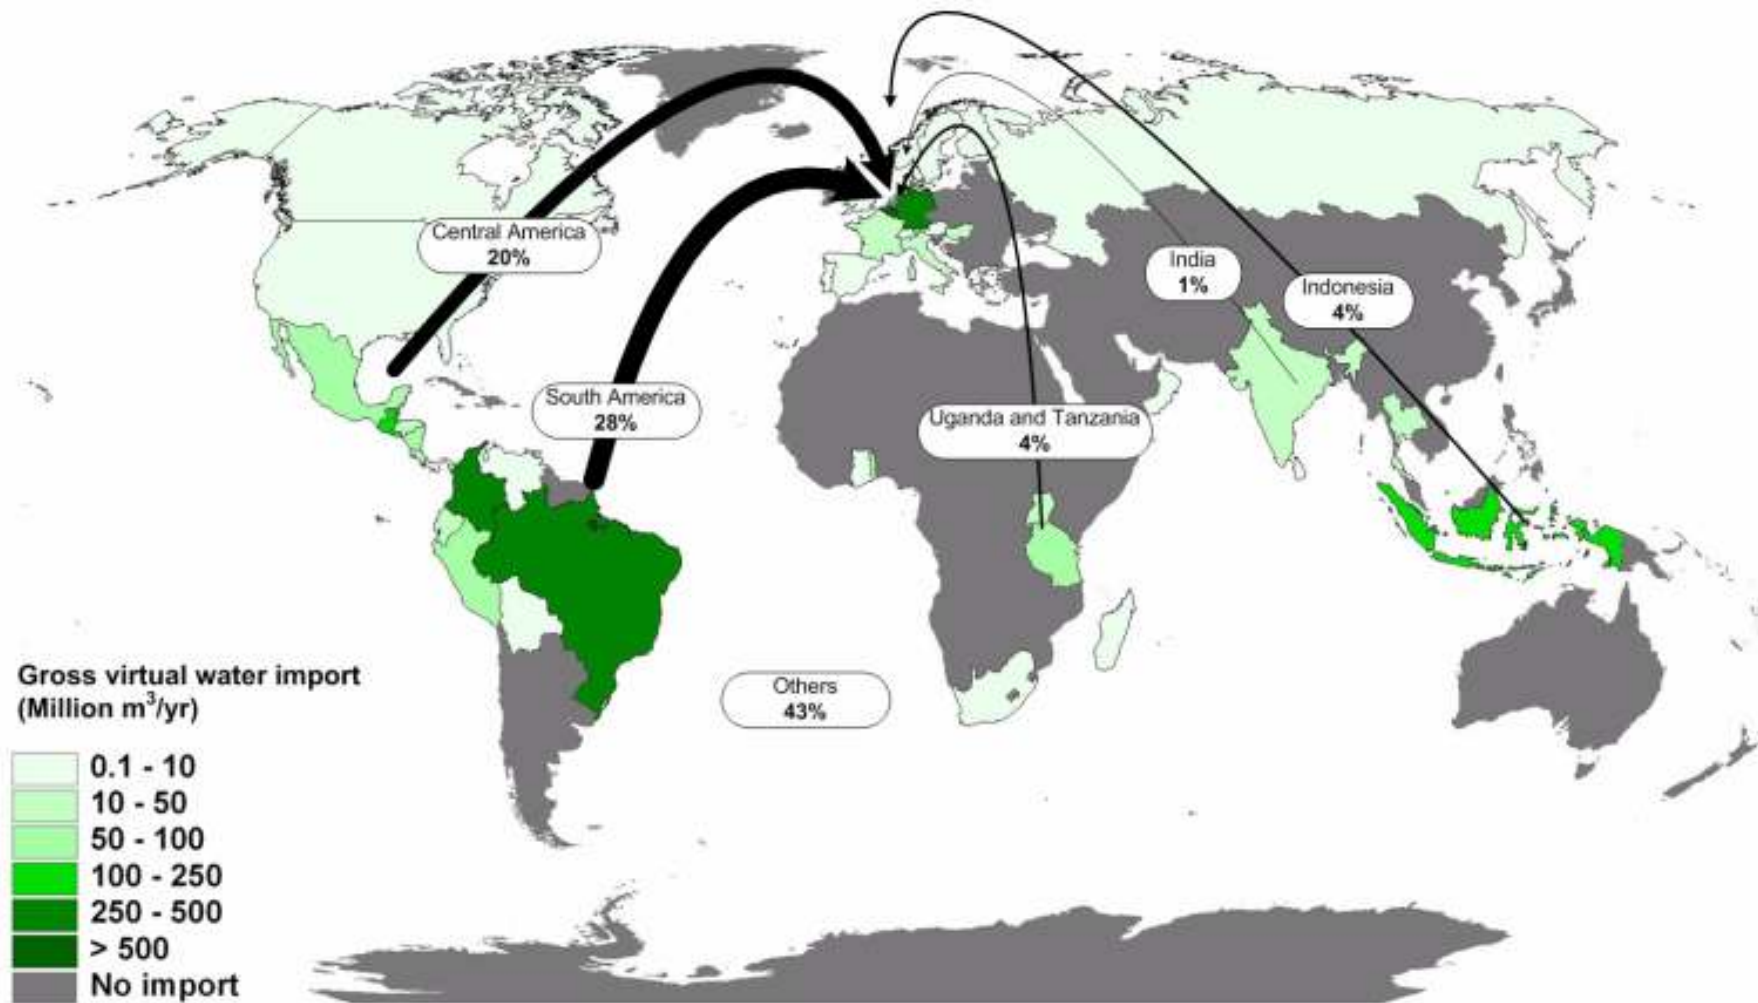 Central America
20%
India
1%
Indonesia
4%
South America
28%
Uganda and Tanzania
4%
Others
43%
Gross virtual water import
(Million m³/yr)
0.1 - 10
10 - 50
50 - 100
100 - 250
250 - 500
> 500
No import